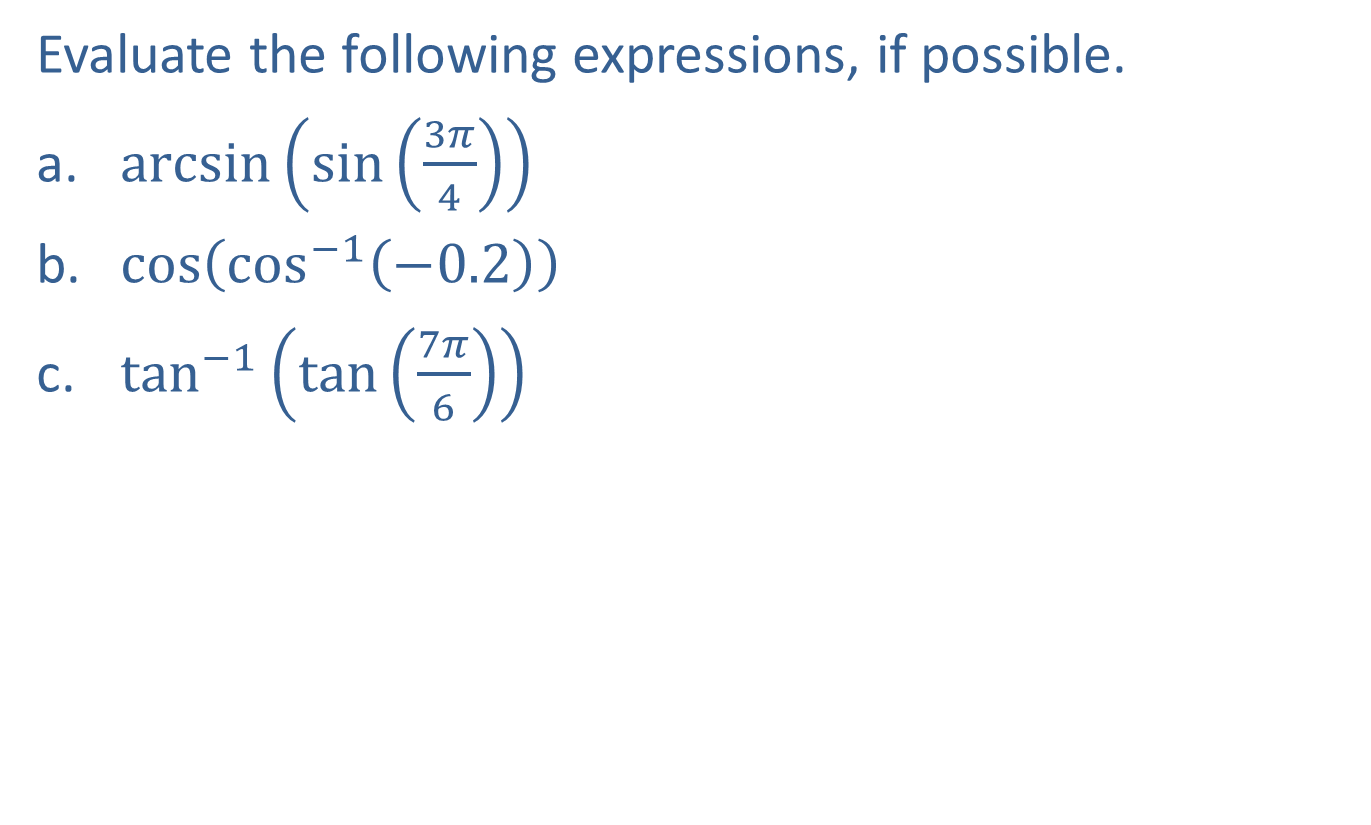 Evaluate the following expressions, if possible.
a. arcsin(sin(3π/4))
b. cos(cos⁻¹(−0.2))
c. tan⁻¹(tan(7π/6))